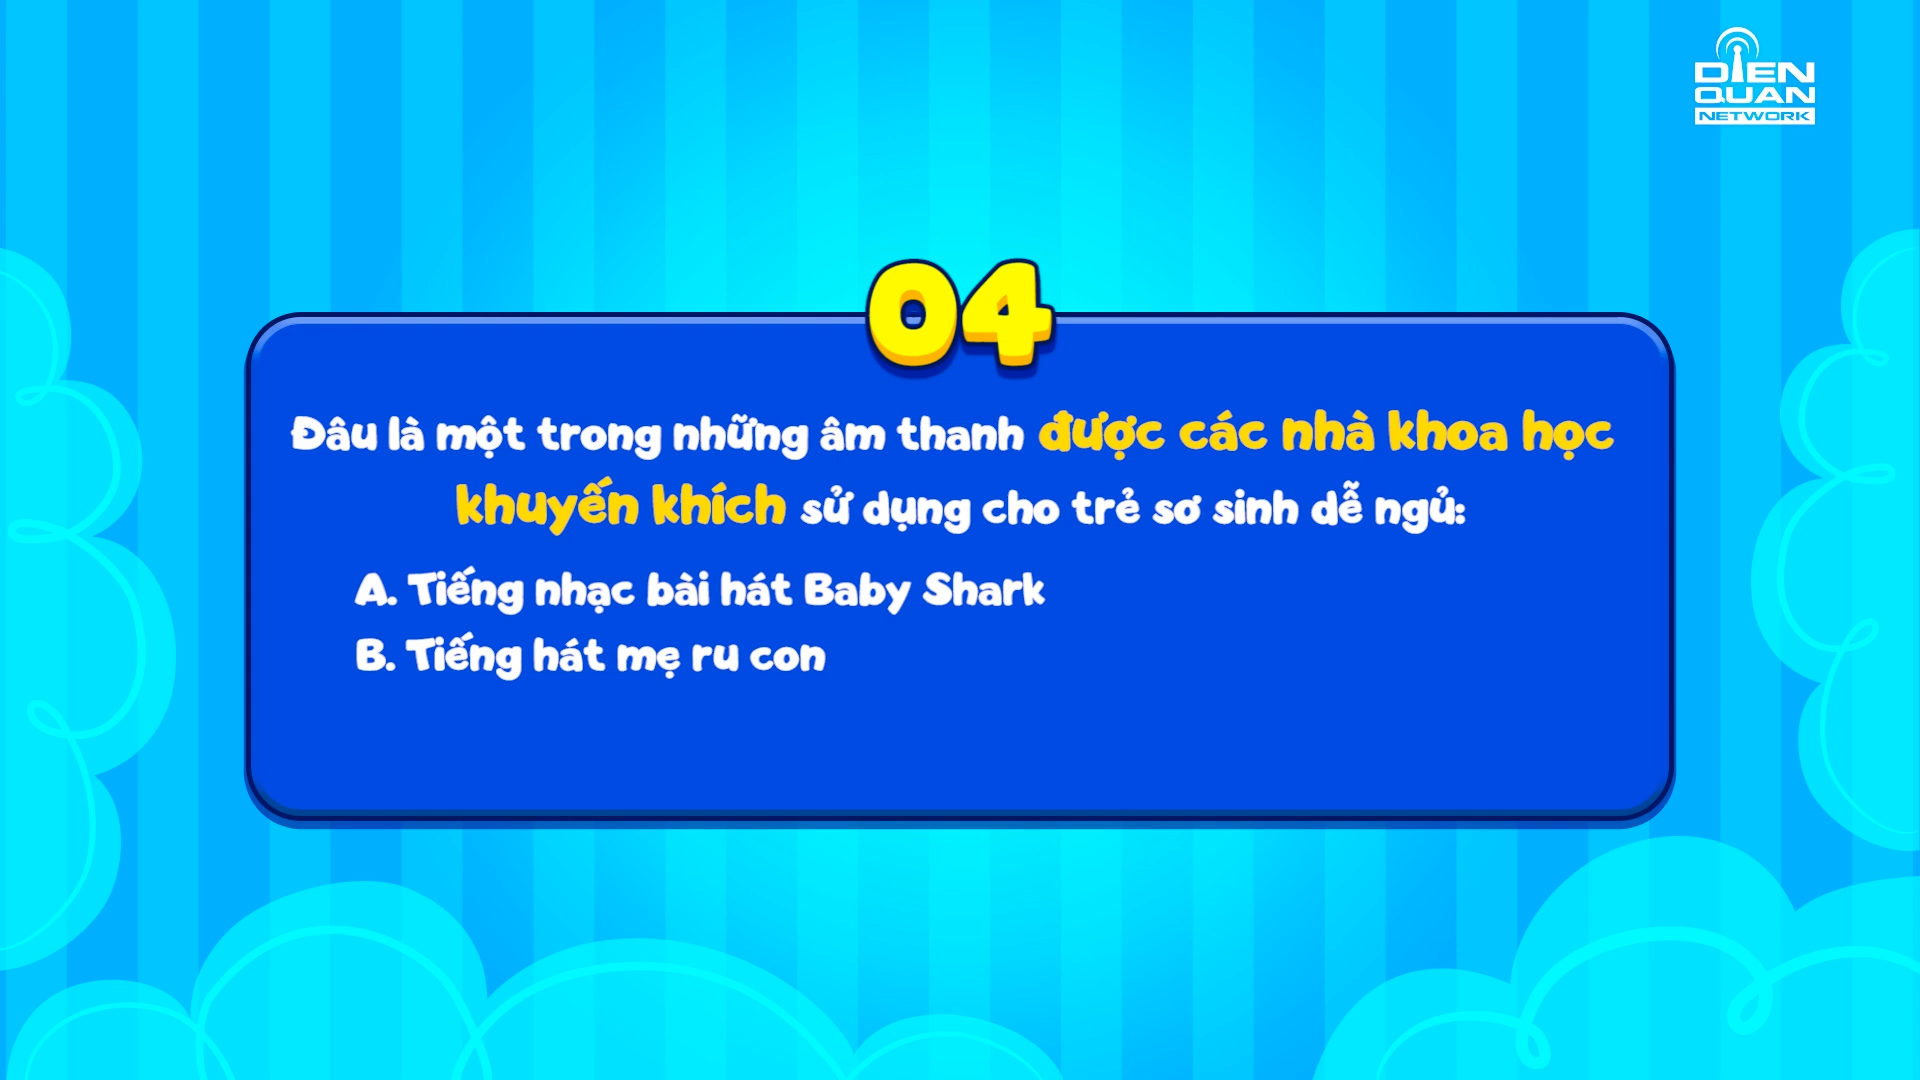 DIEN
QUAN
NETWORK
04
Đâu là một trong những âm thanh được các nhà khoa học
khuyến khích sử dụng cho trẻ sơ sinh dễ ngủ:
A. Tiếng nhạc bài hát Baby Shark
B. Tiếng hát mẹ ru con